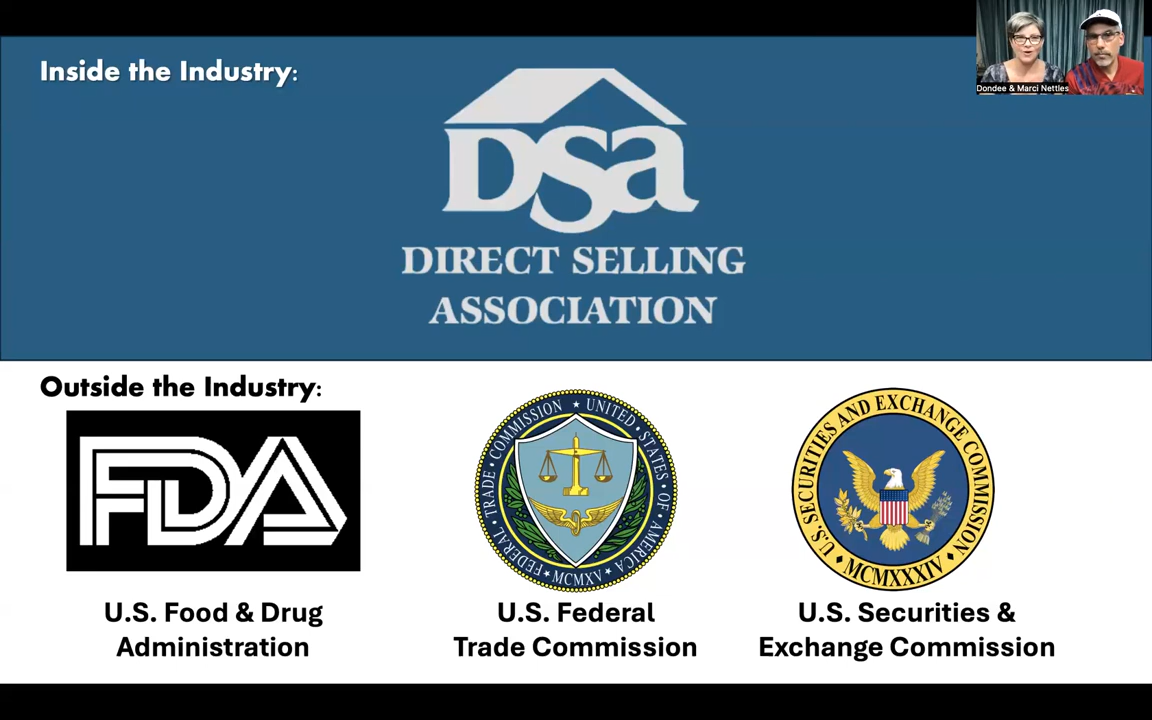 Inside the Industry:
Dondee & Marci Nettles
DSa
DIRECT SELLING
ASSOCIATION
Outside the Industry:
FDA
FEDERAL TRADE COMMISSION ★ UNITED STATES OF AMERICA
★ MCMXV ★
U.S. SECURITIES AND EXCHANGE COMMISSION
MCMXXXIV
U.S. Food & Drug
Administration
U.S. Federal
Trade Commission
U.S. Securities &
Exchange Commission